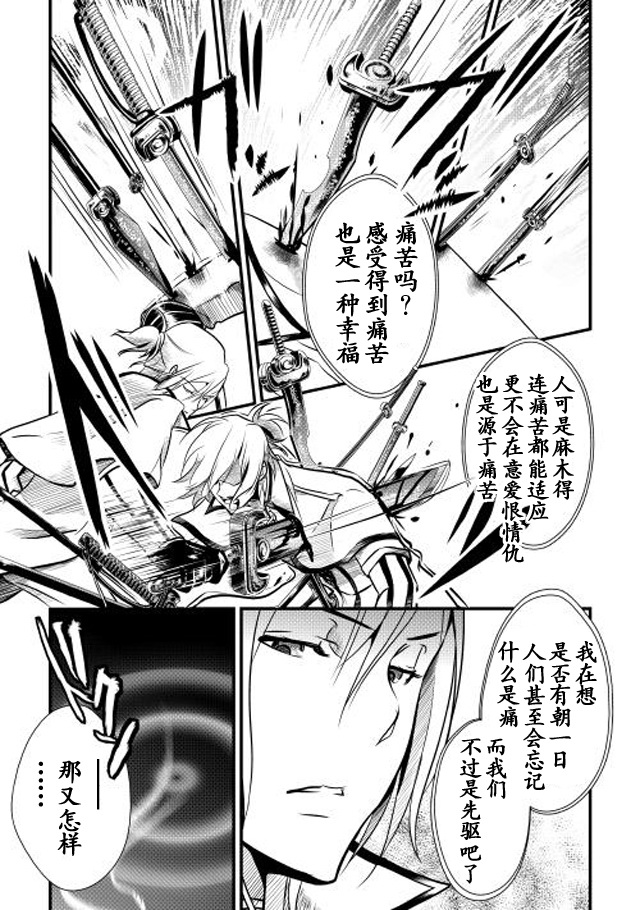 ガ
ガ
痛苦吗？
感受得到痛苦
也是一种幸福
人可是麻木得
连痛苦都能适应
更不会在意爱恨情仇
也是源于痛苦
我在想
是否有朝一日
人们甚至会忘记
什么是痛
而我们
不过是先驱吧了
——
那又怎样
……